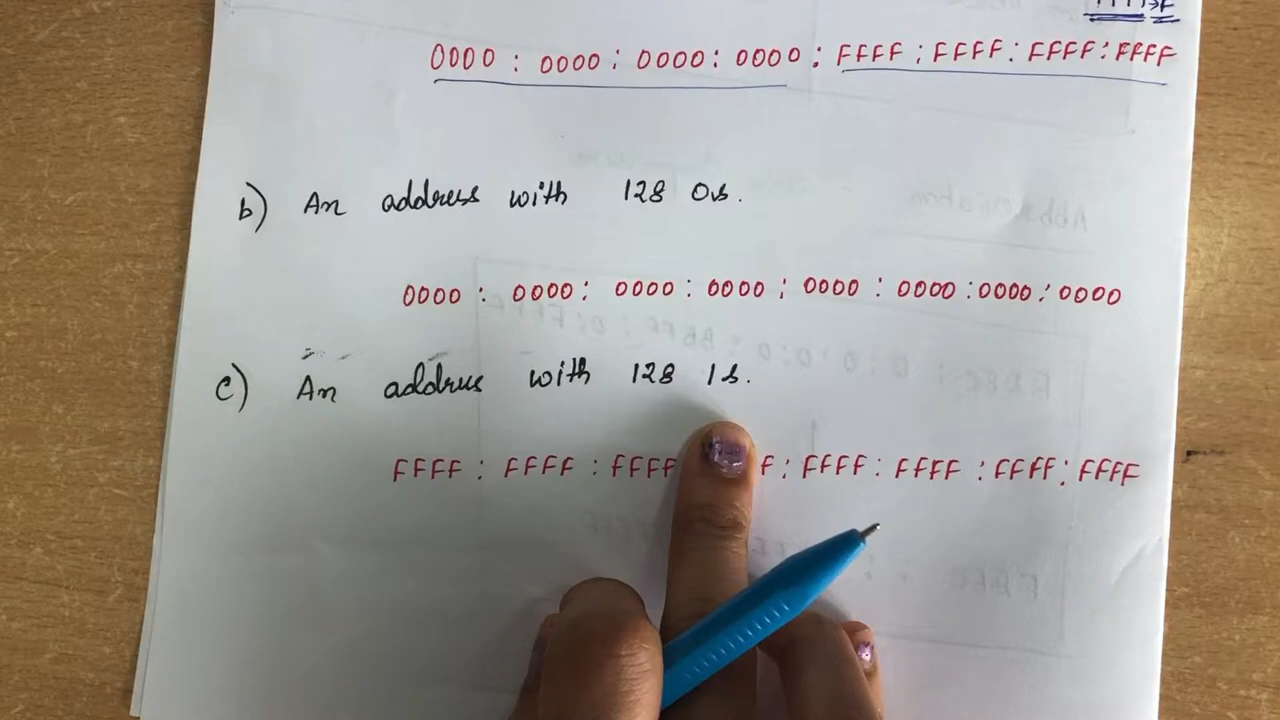 0000 : 0000 : 0000 : 0000 : FFFF : FFFF : FFFF : FFFF
b) An address with 128 0s.
0000 : 0000 : 0000 : 0000 : 0000 : 0000 : 0000 : 0000
c) An address with 128 1s.
FFFF : FFFF : FFFF F : FFFF : FFFF : FFFF : FFFF